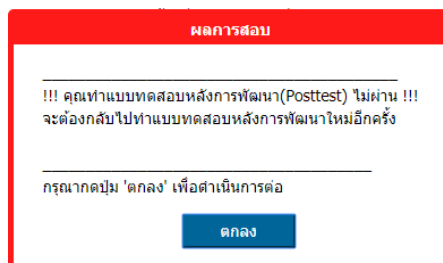 ผลการสอบ
!!! คุณทำแบบทดสอบหลังการพัฒนา(Posttest) ไม่ผ่าน !!!
จะต้องกลับไปทำแบบทดสอบหลังการพัฒนาใหม่อีกครั้ง
กรุณากดปุ่ม 'ตกลง' เพื่อดำเนินการต่อ
ตกลง